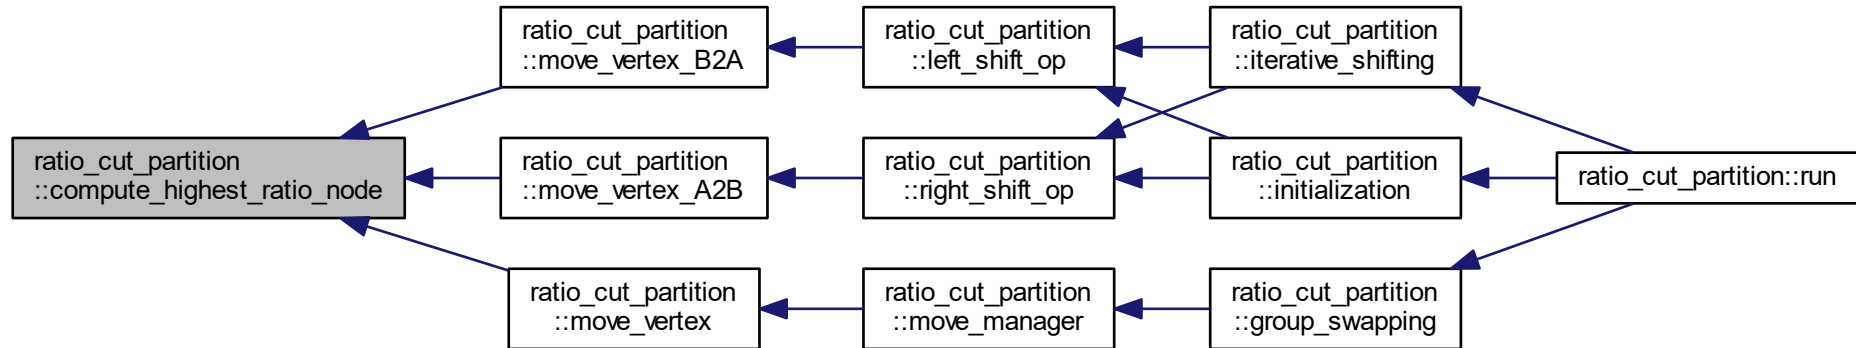 ratio_cut_partition
::move_vertex_B2A
ratio_cut_partition
::left_shift_op
ratio_cut_partition
::iterative_shifting
ratio_cut_partition
::compute_highest_ratio_node
ratio_cut_partition
::move_vertex_A2B
ratio_cut_partition
::right_shift_op
ratio_cut_partition
::initialization
ratio_cut_partition::run
ratio_cut_partition
::move_vertex
ratio_cut_partition
::move_manager
ratio_cut_partition
::group_swapping